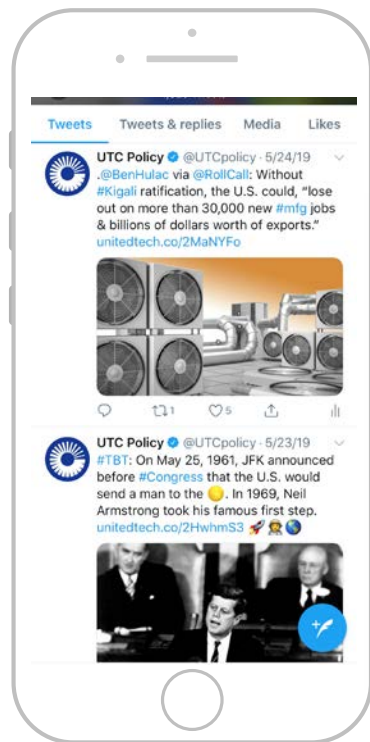 Tweets Tweets & replies Media Likes
UTC Policy @UTCpolicy · 5/24/19
.@BenHulac via @RollCall: Without
#Kigali ratification, the U.S. could, “lose
out on more than 30,000 new #mfg jobs
& billions of dollars worth of exports.”
unitedtech.co/2MaNYFo
1 5
UTC Policy @UTCpolicy · 5/23/19
#TBT: On May 25, 1961, JFK announced
before #Congress that the U.S. would
send a man to the 🌕. In 1969, Neil
Armstrong took his famous first step.
unitedtech.co/2HwhmS3 🚀👩‍🚀🌎